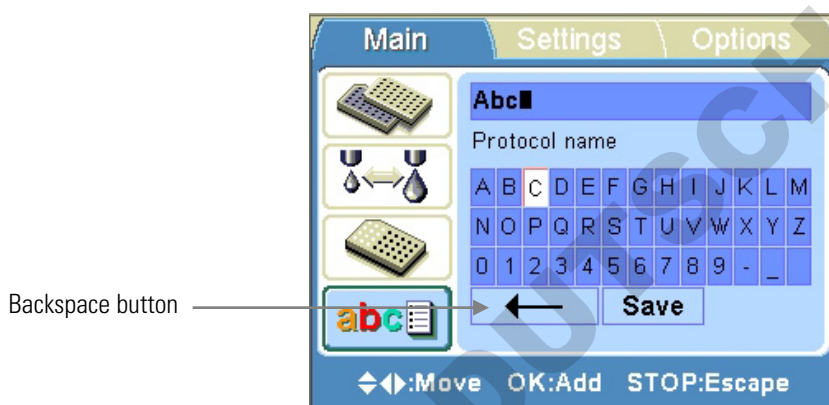 Main Settings Options
Abc
Protocol name
A B C D E F G H I J K L M
N O P Q R S T U V W X Y Z
0 1 2 3 4 5 6 7 8 9 - _
Backspace button
Save
abc
:Move OK:Add STOP:Escape
DUTSCH